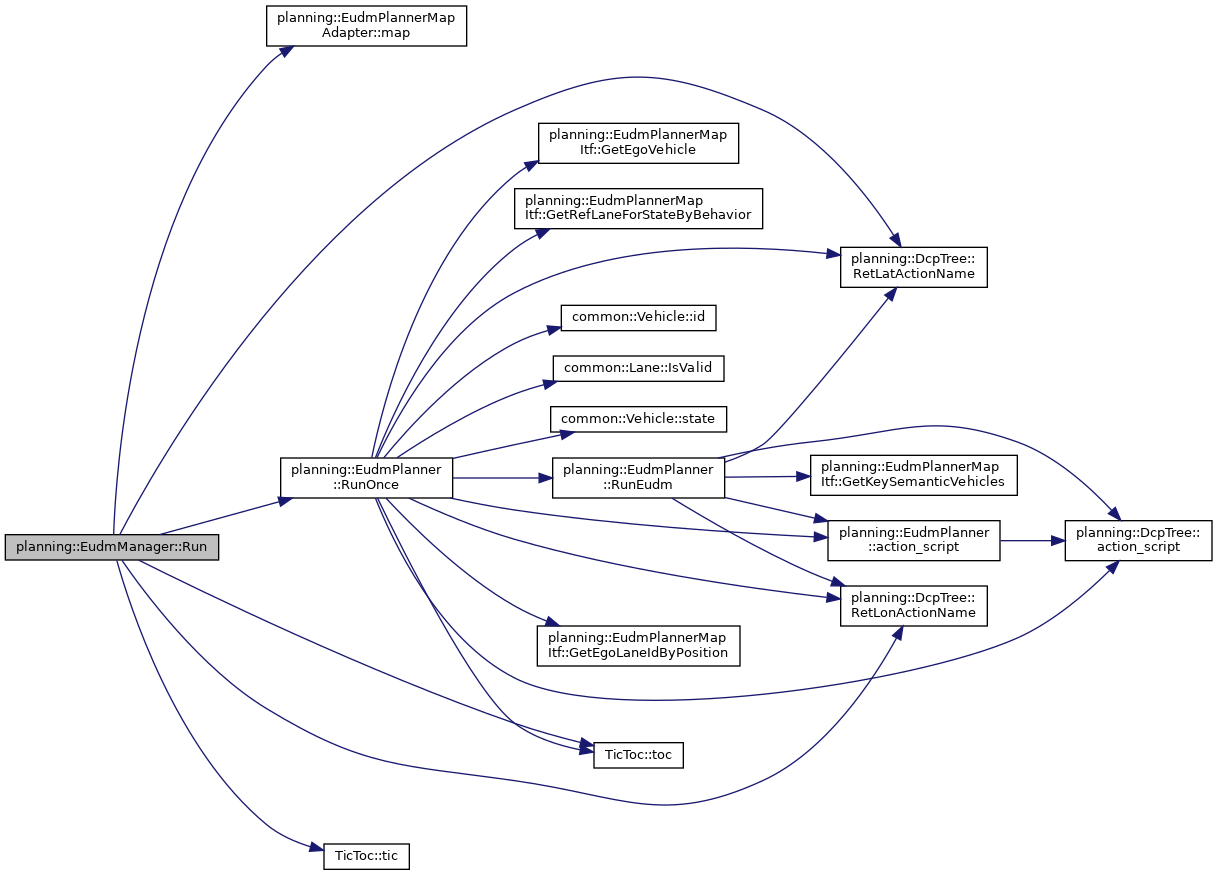 planning::EudmPlannerMap
Adapter::map
planning::EudmPlannerMap
Itf::GetEgoVehicle
planning::EudmPlannerMap
Itf::GetRefLaneForStateByBehavior
planning::DcpTree::
RetLatActionName
common::Vehicle::id
common::Lane::IsValid
common::Vehicle::state
planning::EudmPlanner
::RunOnce
planning::EudmPlanner
::RunEudm
planning::EudmPlannerMap
Itf::GetKeySemanticVehicles
planning::EudmManager::Run
planning::EudmPlanner
::action_script
planning::DcpTree::
action_script
planning::DcpTree::
RetLonActionName
planning::EudmPlannerMap
Itf::GetEgoLaneIdByPosition
TicToc::toc
TicToc::tic